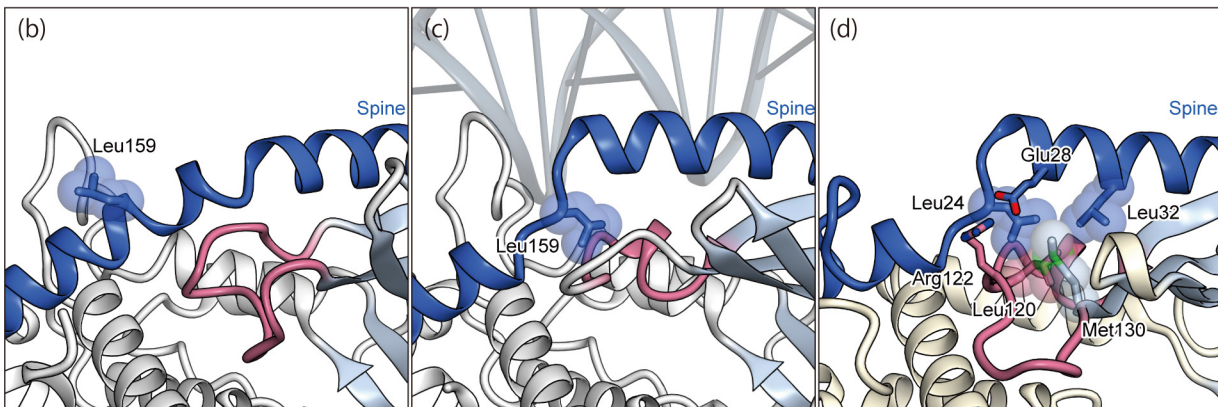 (b)
Spine
Leu159
(c)
Spine
Leu159
(d)
Spine
Glu28
Leu24
Leu32
Arg122
Leu120
Met130